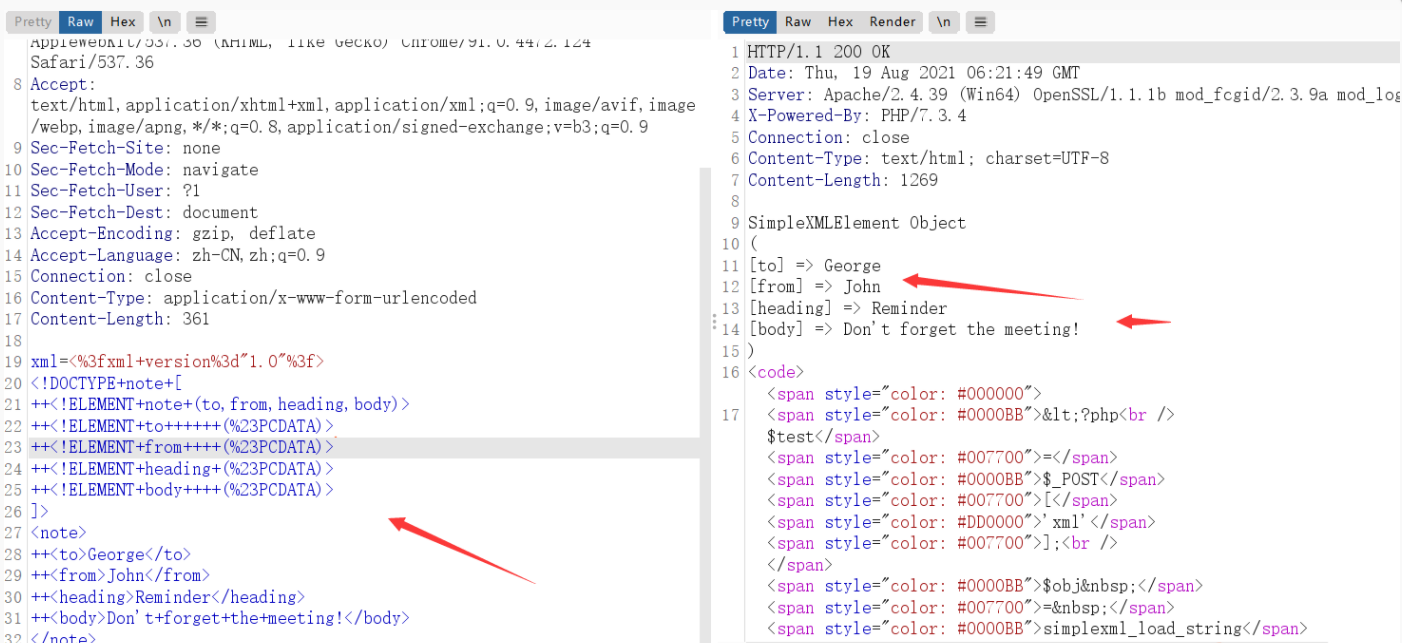 Pretty Raw Hex \n
AppleWebKit/537.36 (KHTML, like Gecko) Chrome/91.0.4472.124
Safari/537.36
8 Accept:
text/html,application/xhtml+xml,application/xml;q=0.9,image/avif,image
/webp,image/apng,*/*;q=0.8,application/signed-exchange;v=b3;q=0.9
9 Sec-Fetch-Site: none
10 Sec-Fetch-Mode: navigate
11 Sec-Fetch-User: ?1
12 Sec-Fetch-Dest: document
13 Accept-Encoding: gzip, deflate
14 Accept-Language: zh-CN,zh;q=0.9
15 Connection: close
16 Content-Type: application/x-www-form-urlencoded
17 Content-Length: 361
18
19 xml=<%3fxml+version%3d"1.0"%3f>
20 <!DOCTYPE+note+[
21 ++<!ELEMENT+note+(to,from,heading,body)>
22 ++<!ELEMENT+to++++++(%23PCDATA)>
23 ++<!ELEMENT+from++++(%23PCDATA)>
24 ++<!ELEMENT+heading+(%23PCDATA)>
25 ++<!ELEMENT+body++++(%23PCDATA)>
26 ]>
27 <note>
28 ++<to>George</to>
29 ++<from>John</from>
30 ++<heading>Reminder</heading>
31 ++<body>Don't+forget+the+meeting!</body>
32 </note>
Pretty Raw Hex Render \n
1 HTTP/1.1 200 OK
2 Date: Thu, 19 Aug 2021 06:21:49 GMT
3 Server: Apache/2.4.39 (Win64) OpenSSL/1.1.1b mod_fcgid/2.3.9a mod_log
4 X-Powered-By: PHP/7.3.4
5 Connection: close
6 Content-Type: text/html; charset=UTF-8
7 Content-Length: 1269
8
9 SimpleXMLElement Object
10 (
11 [to] => George
12 [from] => John
13 [heading] => Reminder
14 [body] => Don't forget the meeting!
15 )
16 <code>
<span style="color: #000000">
17 <span style="color: #0000BB">&lt;?php<br />
$test</span>
<span style="color: #007700">=</span>
<span style="color: #0000BB">$_POST</span>
<span style="color: #007700">[</span>
<span style="color: #DD0000">'xml'</span>
<span style="color: #007700">];<br />
</span>
<span style="color: #0000BB">$obj&nbsp;</span>
<span style="color: #007700">=&nbsp;</span>
<span style="color: #0000BB">simplexml_load_string</span>